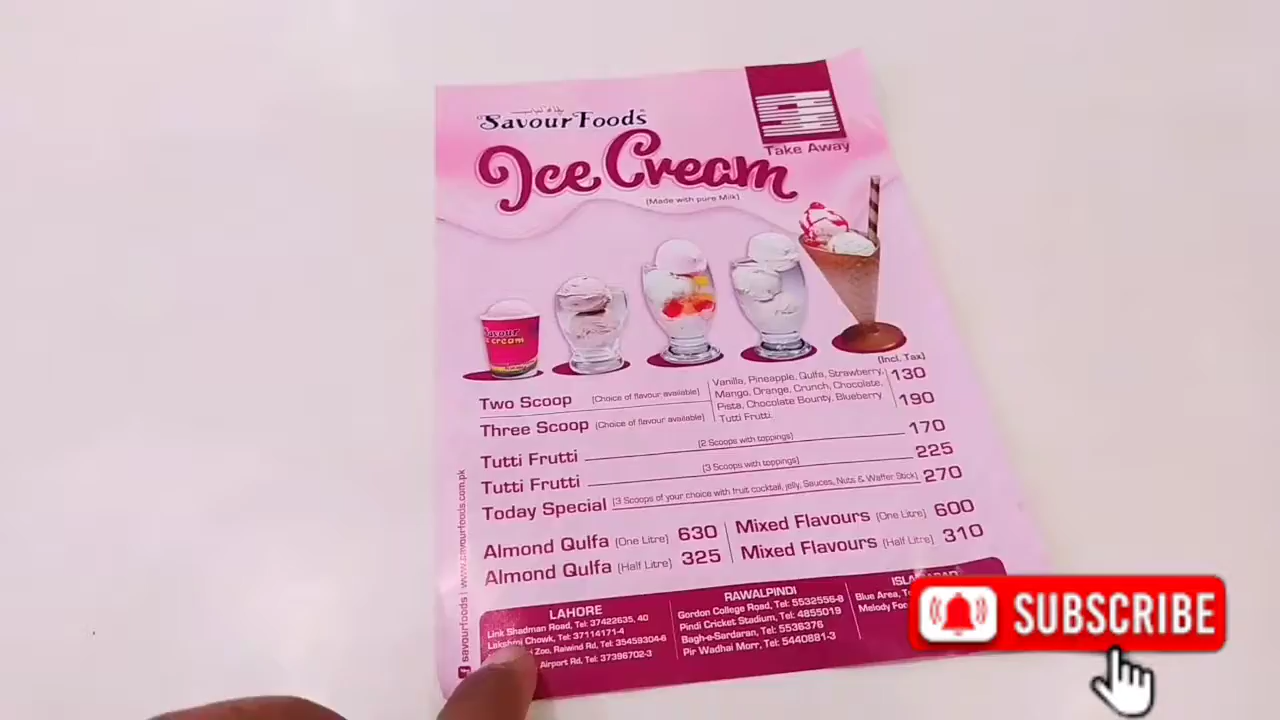 Savour Foods
Ice Cream
(Made with pure Milk)
Take Away
Savour
cream
(Incl. Tax)
Two Scoop (Choice of flavour available) 130
Three Scoop (Choice of flavour available) 190
Vanilla, Pineapple, Qulfa, Strawberry,
Mango, Orange, Crunch, Chocolate,
Pista, Chocolate Bounty, Blueberry
Tutti Frutti.
Tutti Frutti (2 Scoops with toppings) 170
Tutti Frutti (3 Scoops with toppings) 225
Today Special (3 Scoops of your choice with fruit cocktail, jelly, Sauces, Nuts & Waffer Stick) 270
Almond Qulfa (One Litre) 630
Almond Qulfa (Half Litre) 325
Mixed Flavours (One Litre) 600
Mixed Flavours (Half Litre) 310
savourfoods | www.savourfoods.com.pk
LAHORE
Link Shadman Road, Tel: 37422635, 40
Lakshmi Chowk, Tel: 37114171-4
Zoo, Raiwind Rd, Tel: 35459304-6
Airport Rd, Tel: 37396702-3
RAWALPINDI
Gordon College Road, Tel: 5532556-8
Pindi Cricket Stadium, Tel: 4855019
Bagh-e-Sardaran, Tel: 5536376
Pir Wadhai Morr, Tel: 5440881-3
Blue Area,
Melody
SUBSCRIBE